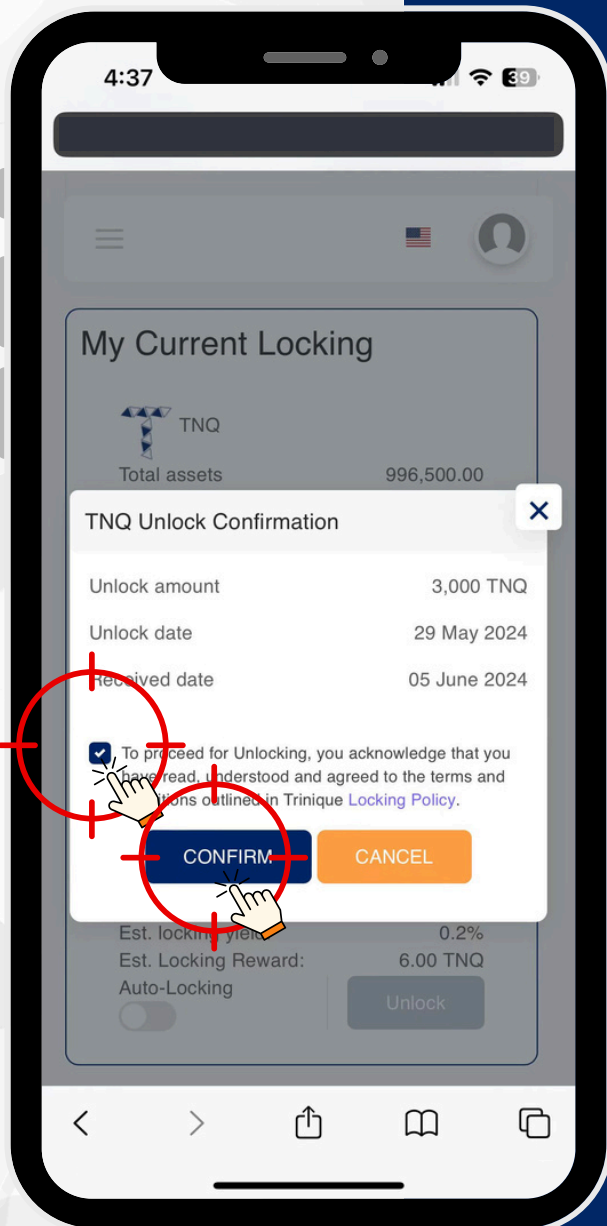 4:37
39
My Current Locking
TNQ
Total assets 996,500.00
TNQ Unlock Confirmation
Unlock amount 3,000 TNQ
Unlock date 29 May 2024
Received date 05 June 2024
To proceed for Unlocking, you acknowledge that you
have read, understood and agreed to the terms and
in Trinique Locking Policy.
CONFIRM CANCEL
Est. locking yield 0.2%
Est. Locking Reward: 6.00 TNQ
Auto-Locking
Unlock